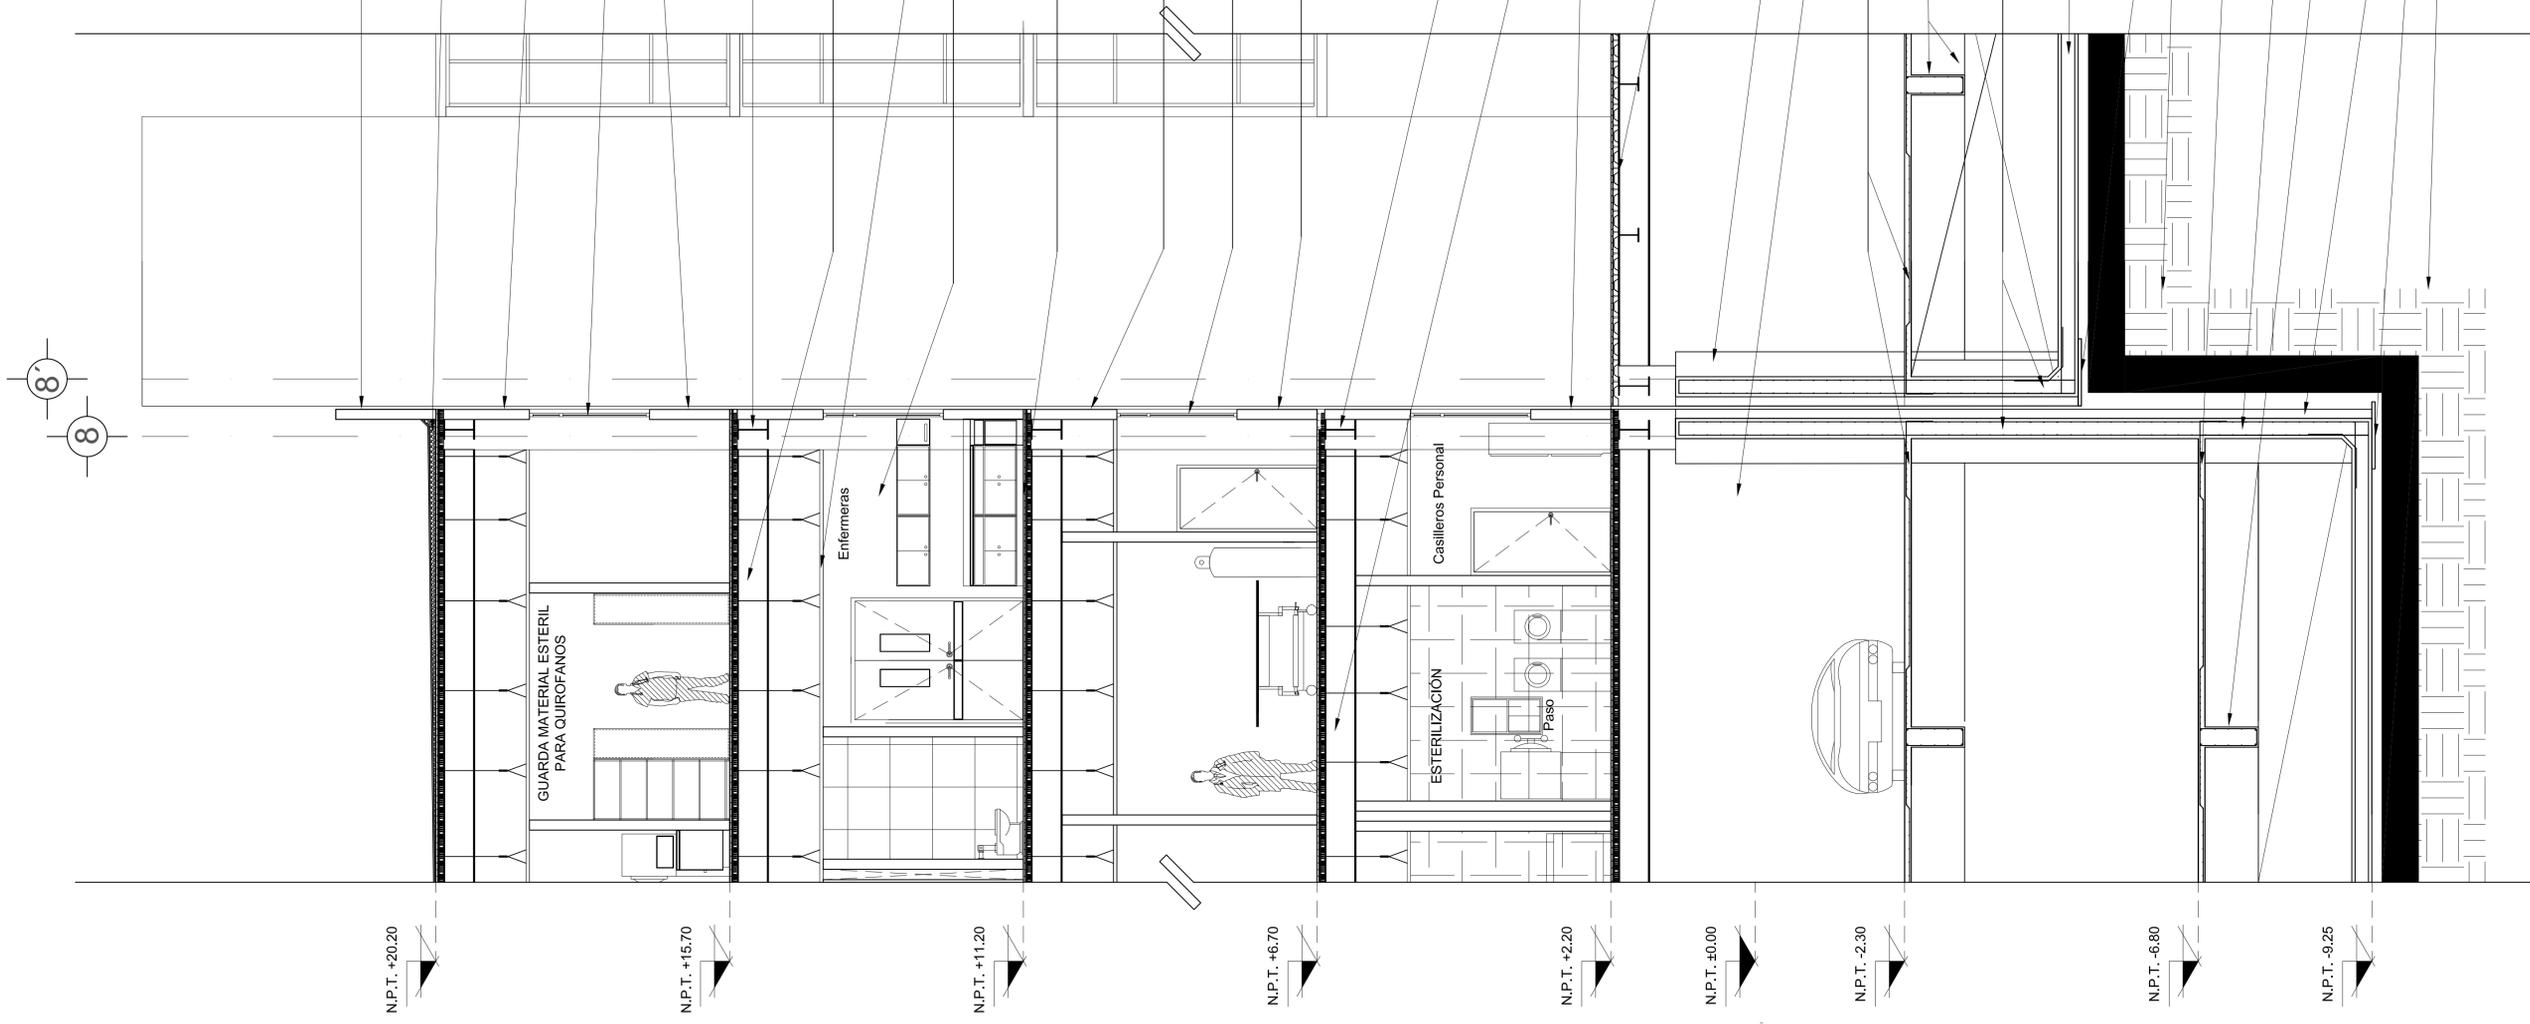 8´
8
GUARDA MATERIAL ESTERIL
PARA QUIROFANOS
Enfermeras
Casilleros Personal
ESTERILIZACIÓN
Paso
N.P.T. +20.20
N.P.T. +15.70
N.P.T. +11.20
N.P.T. +6.70
N.P.T. +2.20
N.P.T. ±0.00
N.P.T. -2.30
N.P.T. -6.80
N.P.T. -9.25